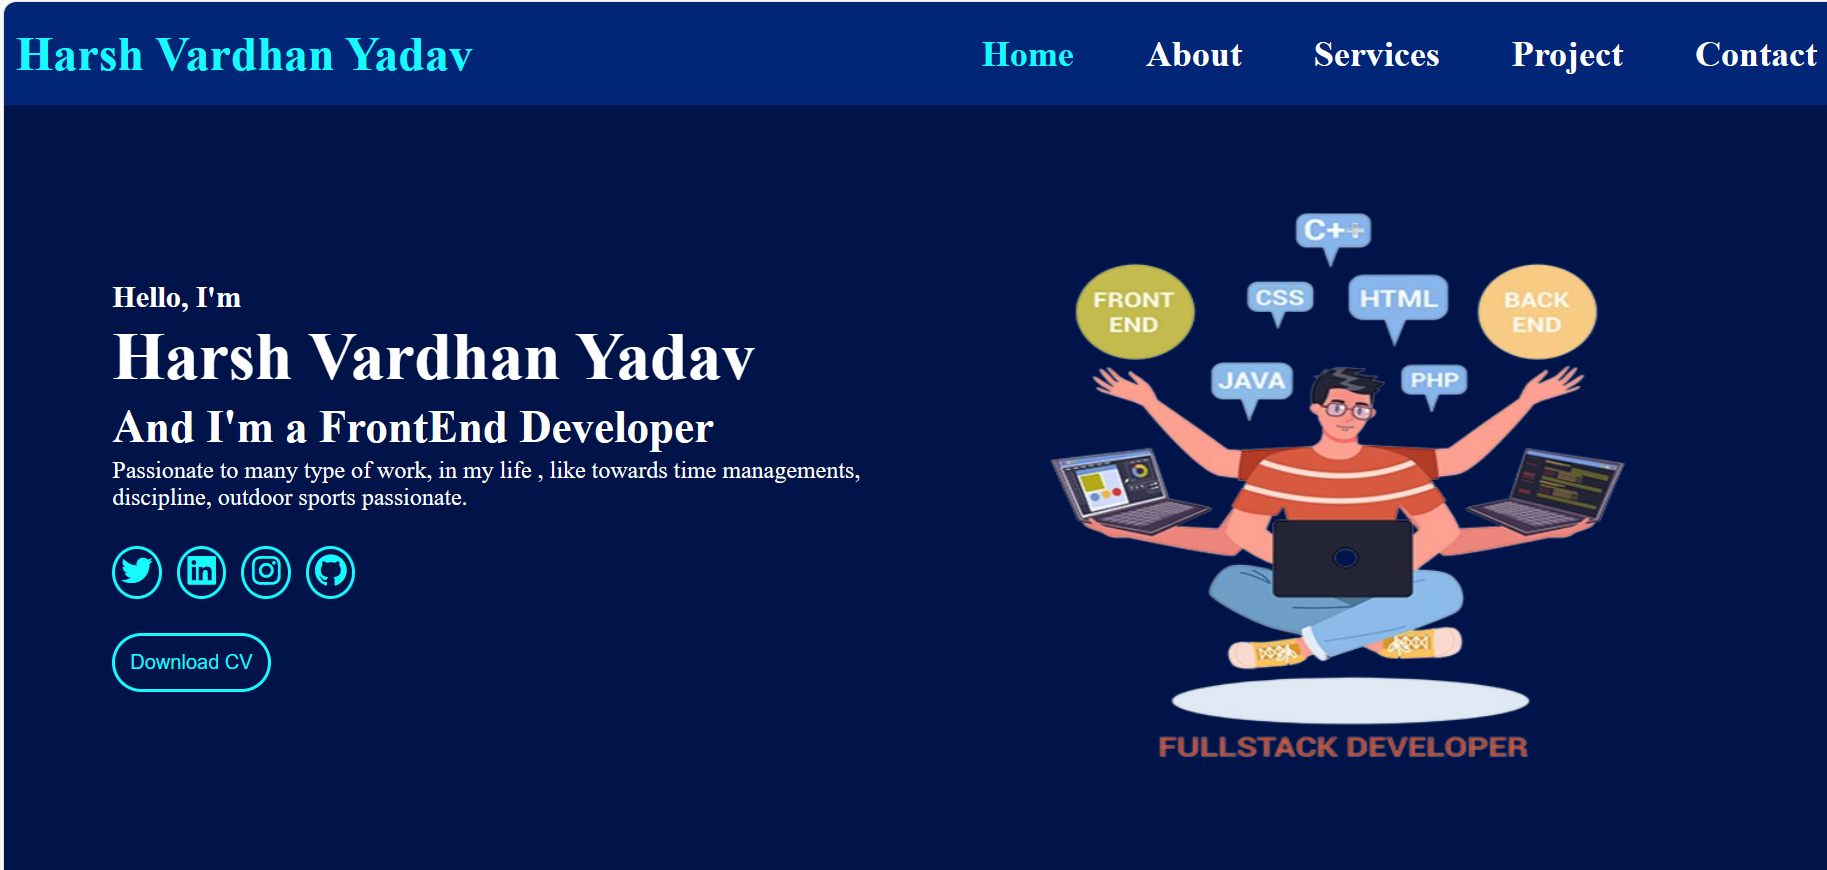 Harsh Vardhan Yadav
Home About Services Project Contact
Hello, I'm
Harsh Vardhan Yadav
And I'm a FrontEnd Developer
Passionate to many type of work, in my life , like towards time managements,
discipline, outdoor sports passionate.
Download CV
C++
FRONT
END
CSS
HTML
BACK
END
JAVA
PHP
FULLSTACK DEVELOPER